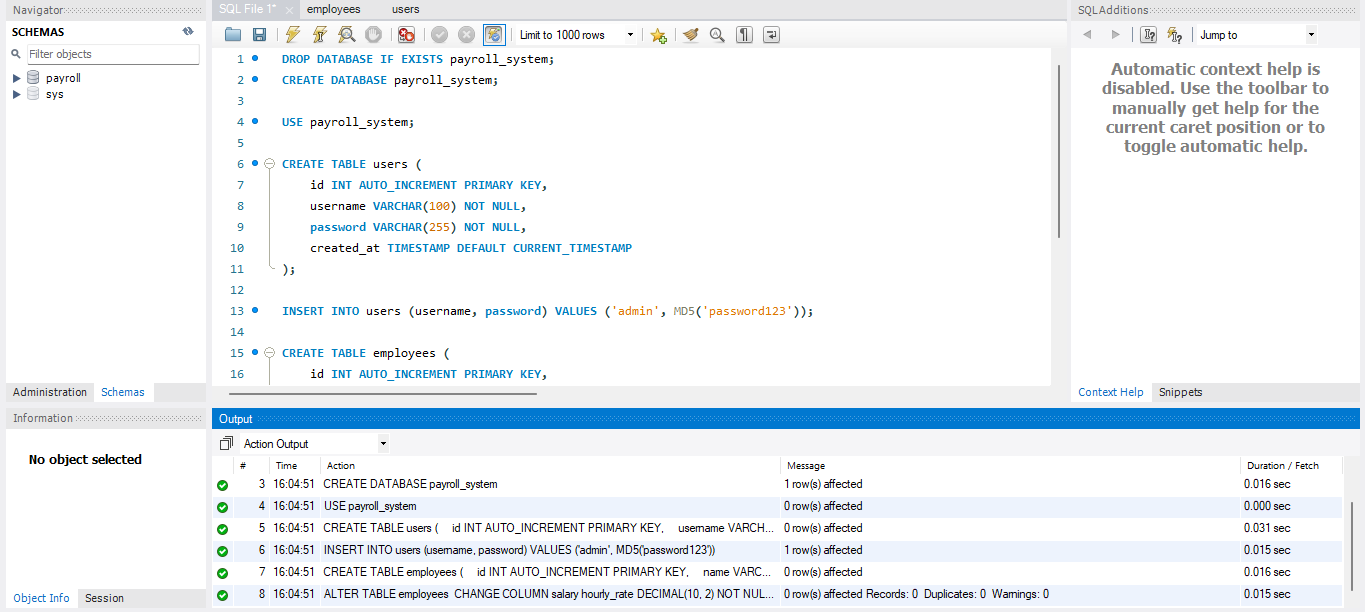 Navigator
SCHEMAS
Filter objects
payroll
sys
Administration Schemas
Information
No object selected
Object Info Session
SQL File 1* employees users
Limit to 1000 rows
1 DROP DATABASE IF EXISTS payroll_system;
2 CREATE DATABASE payroll_system;
3
4 USE payroll_system;
5
6 CREATE TABLE users (
7 id INT AUTO_INCREMENT PRIMARY KEY,
8 username VARCHAR(100) NOT NULL,
9 password VARCHAR(255) NOT NULL,
10 created_at TIMESTAMP DEFAULT CURRENT_TIMESTAMP
11 );
12
13 INSERT INTO users (username, password) VALUES ('admin', MD5('password123'));
14
15 CREATE TABLE employees (
16 id INT AUTO_INCREMENT PRIMARY KEY,
SQLAdditions
Jump to
Automatic context help is
disabled. Use the toolbar to
manually get help for the
current caret position or to
toggle automatic help.
Context Help Snippets
Output
Action Output
# Time Action Message Duration / Fetch
3 16:04:51 CREATE DATABASE payroll_system 1 row(s) affected 0.016 sec
4 16:04:51 USE payroll_system 0 row(s) affected 0.000 sec
5 16:04:51 CREATE TABLE users ( id INT AUTO_INCREMENT PRIMARY KEY, username VARCH... 0 row(s) affected 0.031 sec
6 16:04:51 INSERT INTO users (username, password) VALUES ('admin', MD5('password123')) 1 row(s) affected 0.015 sec
7 16:04:51 CREATE TABLE employees ( id INT AUTO_INCREMENT PRIMARY KEY, name VARC... 0 row(s) affected 0.016 sec
8 16:04:51 ALTER TABLE employees CHANGE COLUMN salary hourly_rate DECIMAL(10, 2) NOT NUL... 0 row(s) affected Records: 0 Duplicates: 0 Warnings: 0 0.015 sec